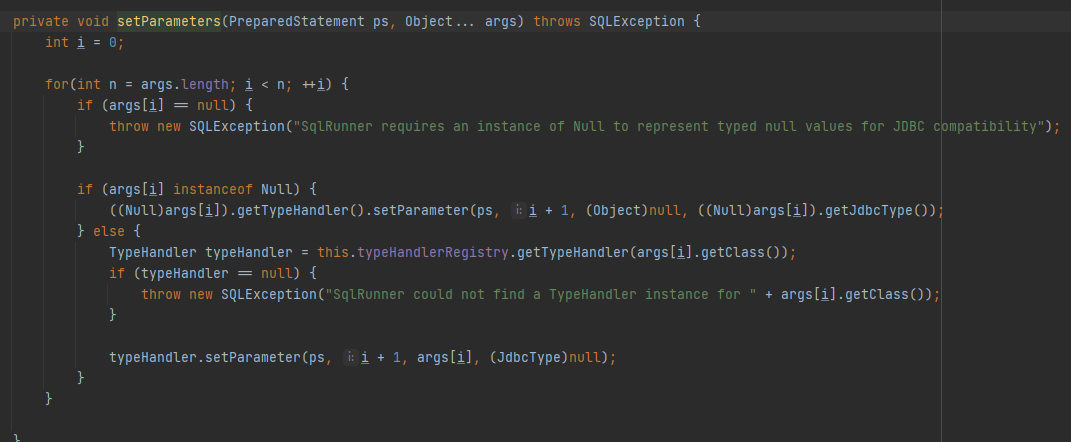 private void setParameters(PreparedStatement ps, Object... args) throws SQLException {
    int i = 0;
    for(int n = args.length; i < n; ++i) {
        if (args[i] == null) {
            throw new SQLException("SqlRunner requires an instance of Null to represent typed null values for JDBC compatibility");
        }
        if (args[i] instanceof Null) {
            ((Null)args[i]).getTypeHandler().setParameter(ps, i: i + 1, (Object)null, ((Null)args[i]).getJdbcType());
        } else {
            TypeHandler typeHandler = this.typeHandlerRegistry.getTypeHandler(args[i].getClass());
            if (typeHandler == null) {
                throw new SQLException("SqlRunner could not find a TypeHandler instance for " + args[i].getClass());
            }
            typeHandler.setParameter(ps, i: i + 1, args[i], (JdbcType)null);
        }
    }
}